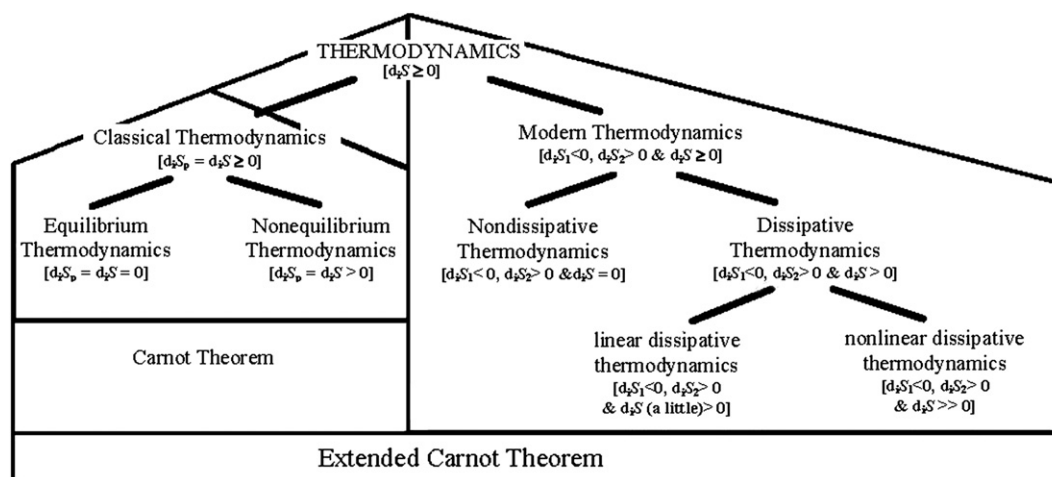 THERMODYNAMICS
[dᵢS ≥ 0]
Classical Thermodynamics
[dᵢSₚ = dᵢS ≥ 0]
Modern Thermodynamics
[dᵢS₁<0, dᵢS₂> 0 & dᵢS ≥ 0]
Equilibrium
Thermodynamics
[dᵢSₚ = dᵢS = 0]
Nonequilibrium
Thermodynamics
[dᵢSₚ = dᵢS > 0]
Nondissipative
Thermodynamics
[dᵢS₁< 0, dᵢS₂> 0 &dᵢS = 0]
Dissipative
Thermodynamics
[dᵢS₁<0, dᵢS₂> 0 & dᵢS > 0]
linear dissipative
thermodynamics
[dᵢS₁<0, dᵢS₂> 0
& dᵢS (a little)> 0]
nonlinear dissipative
thermodynamics
[dᵢS₁<0, dᵢS₂> 0
& dᵢS >> 0]
Carnot Theorem
Extended Carnot Theorem